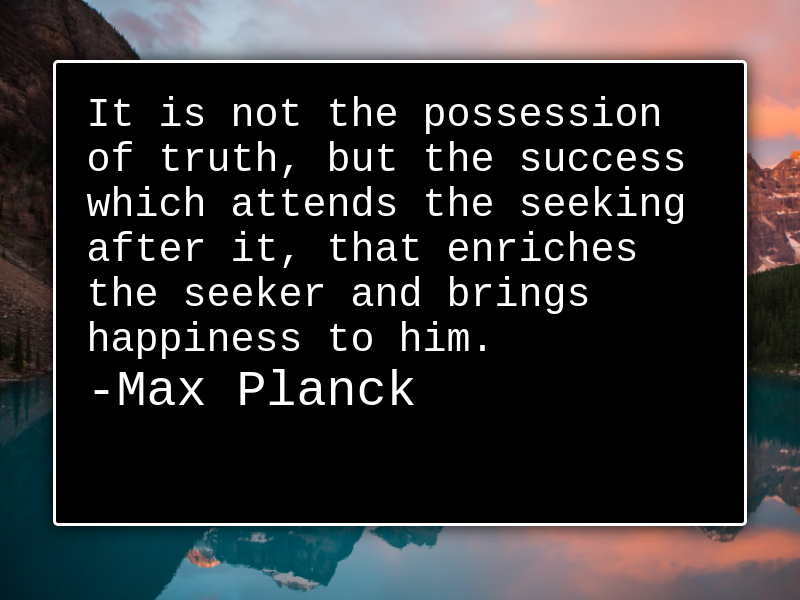 It is not the possession
of truth, but the success
which attends the seeking
after it, that enriches
the seeker and brings
happiness to him.
-Max Planck